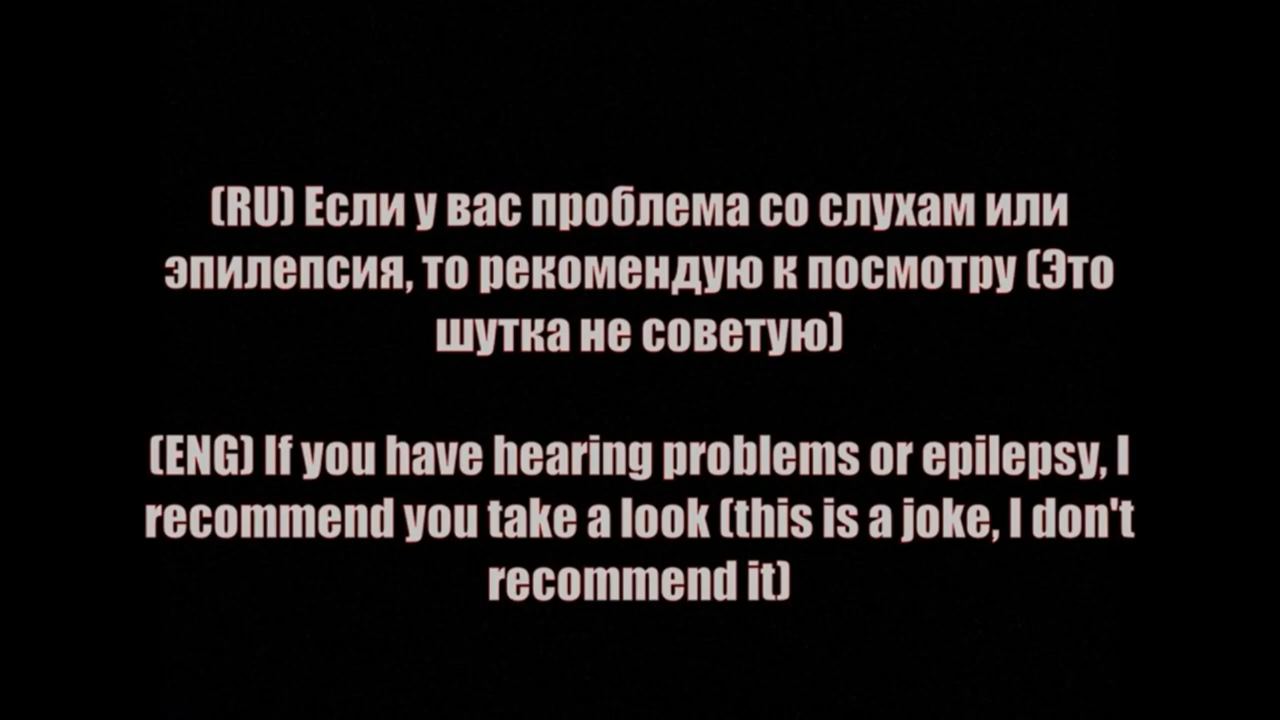 (RU) Если у вас проблема со слухам или
эпилепсия, то рекомендую к посмотру (Это
шутка не советую)
(ENG) If you have hearing problems or epilepsy, I
recommend you take a look (this is a joke, I don't
recommend it)